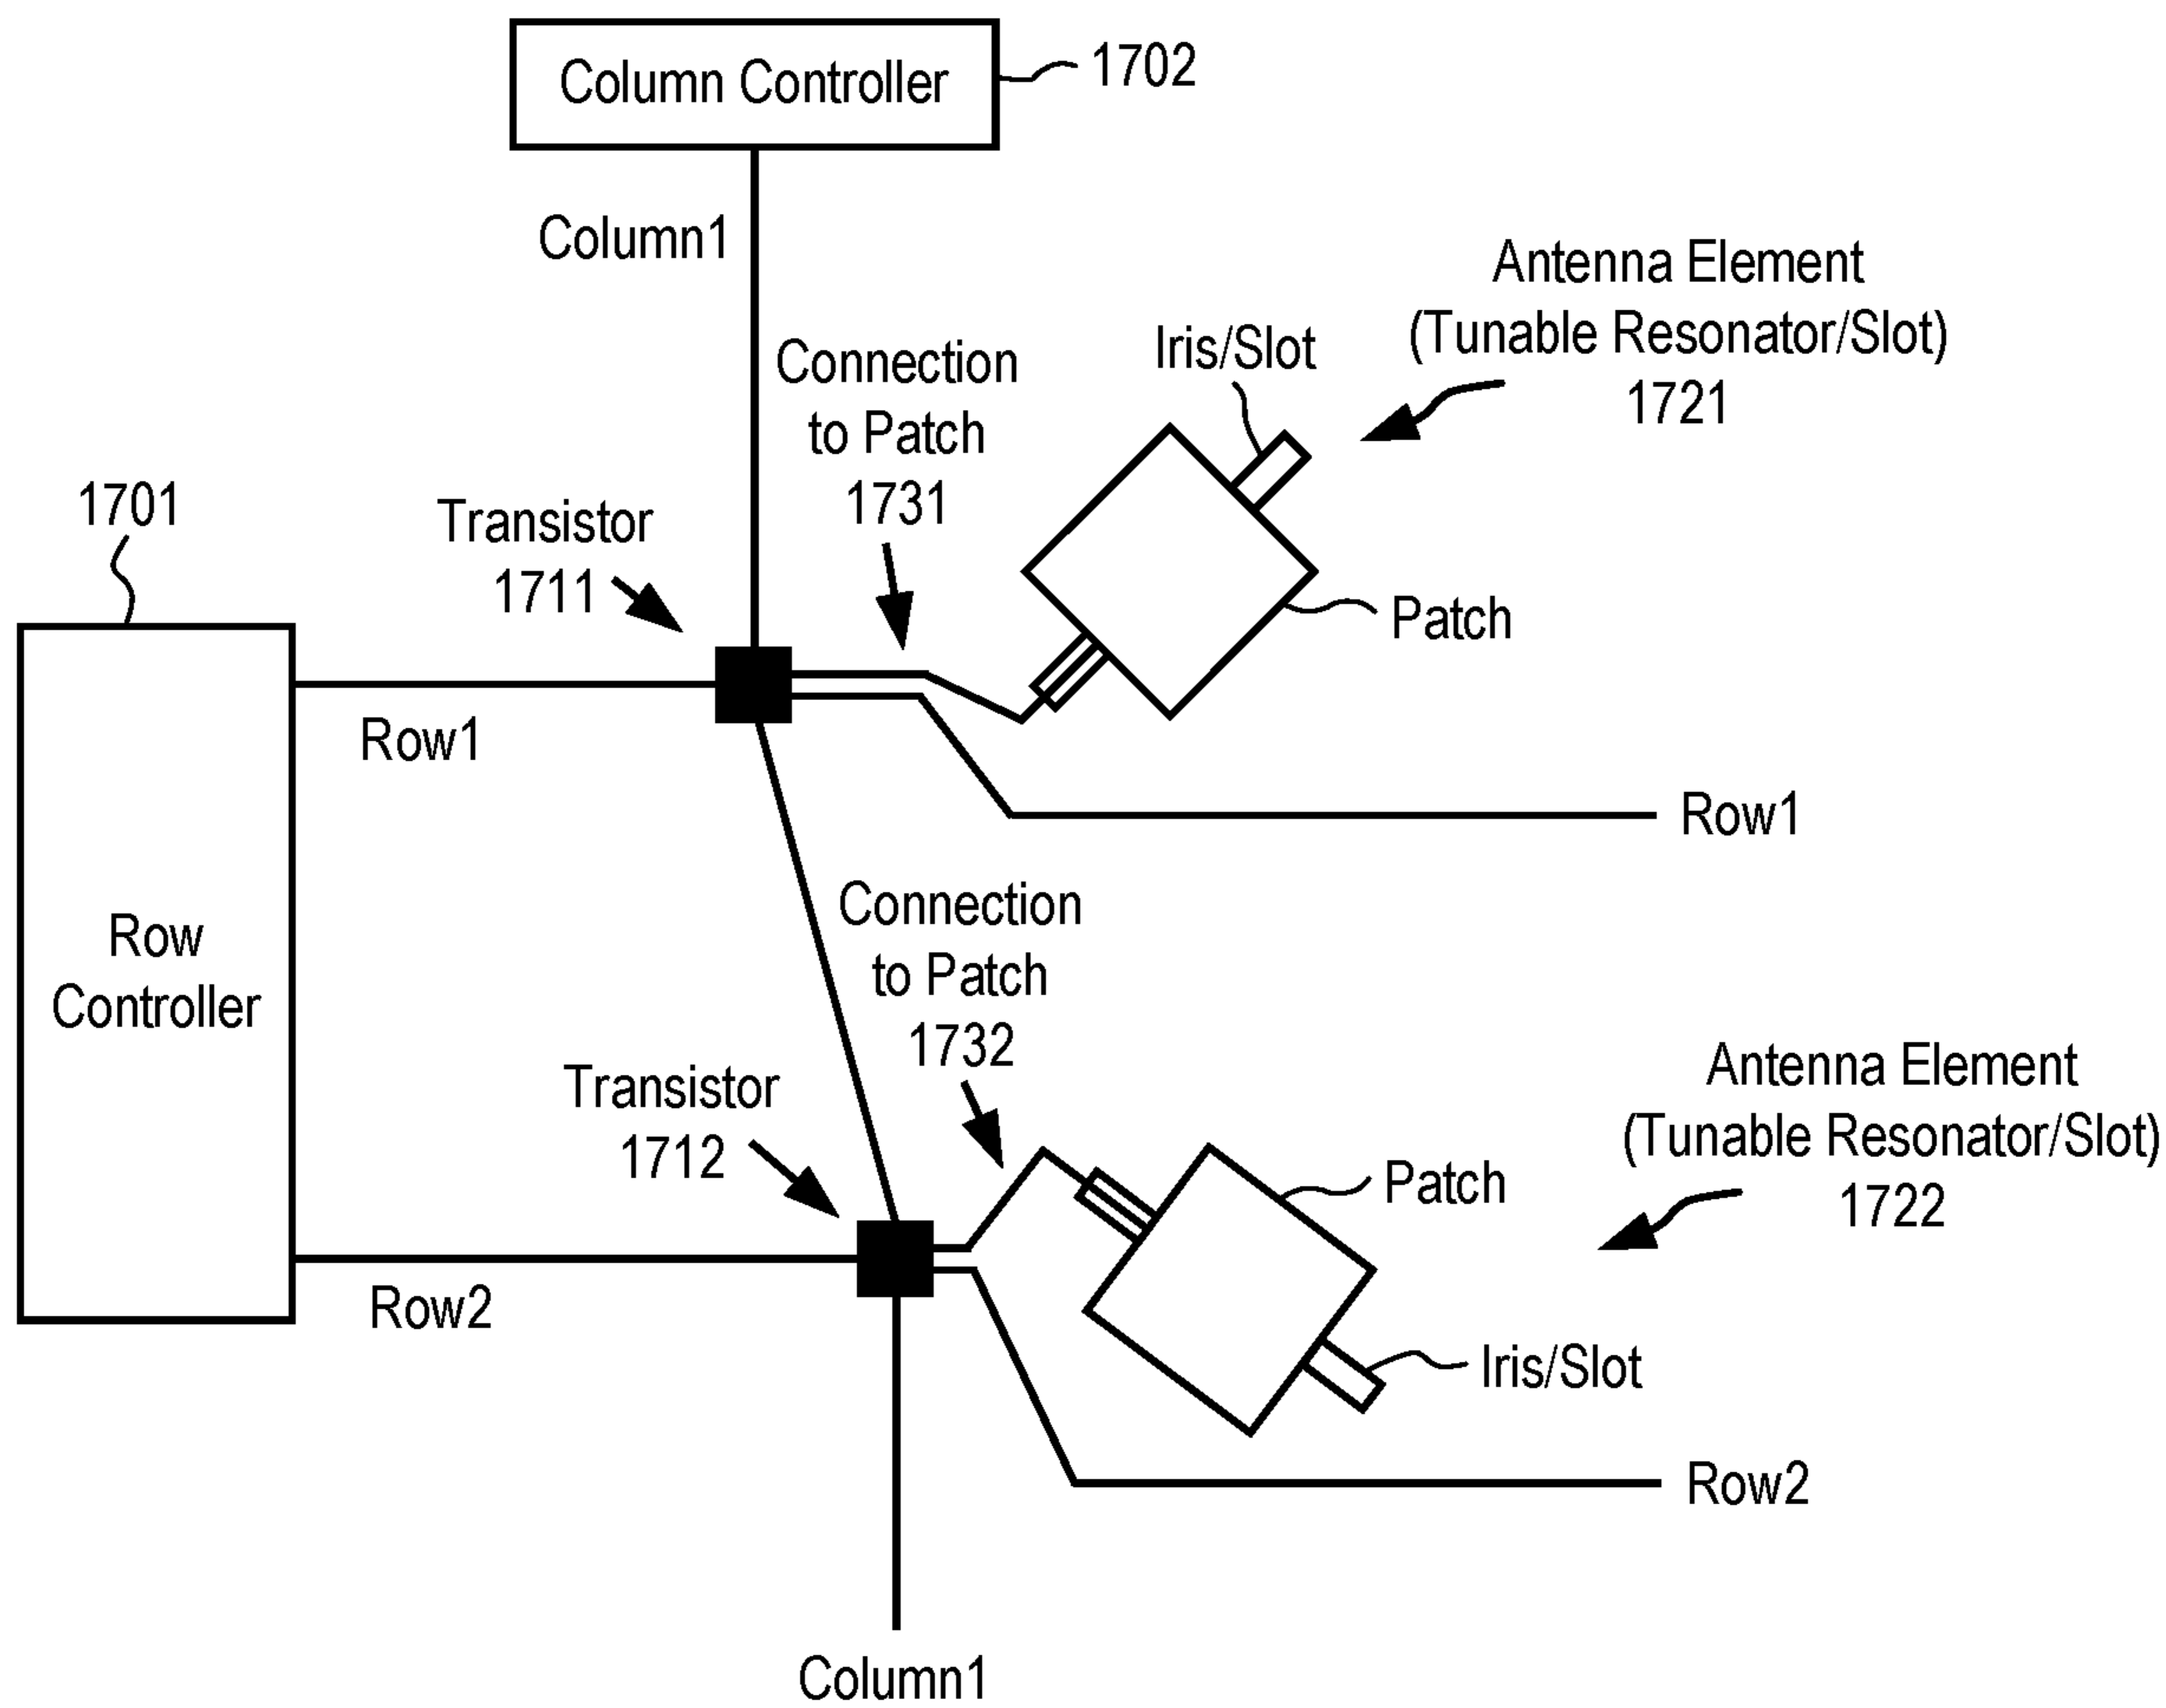 Column Controller
1702
Column1
Antenna Element
(Tunable Resonator/Slot)
1721
Iris/Slot
Connection
to Patch
1731
Patch
1701
Transistor
1711
Row1
Row1
Row
Controller
Connection
to Patch
1732
Transistor
1712
Antenna Element
(Tunable Resonator/Slot)
1722
Patch
Iris/Slot
Row2
Row2
Column1